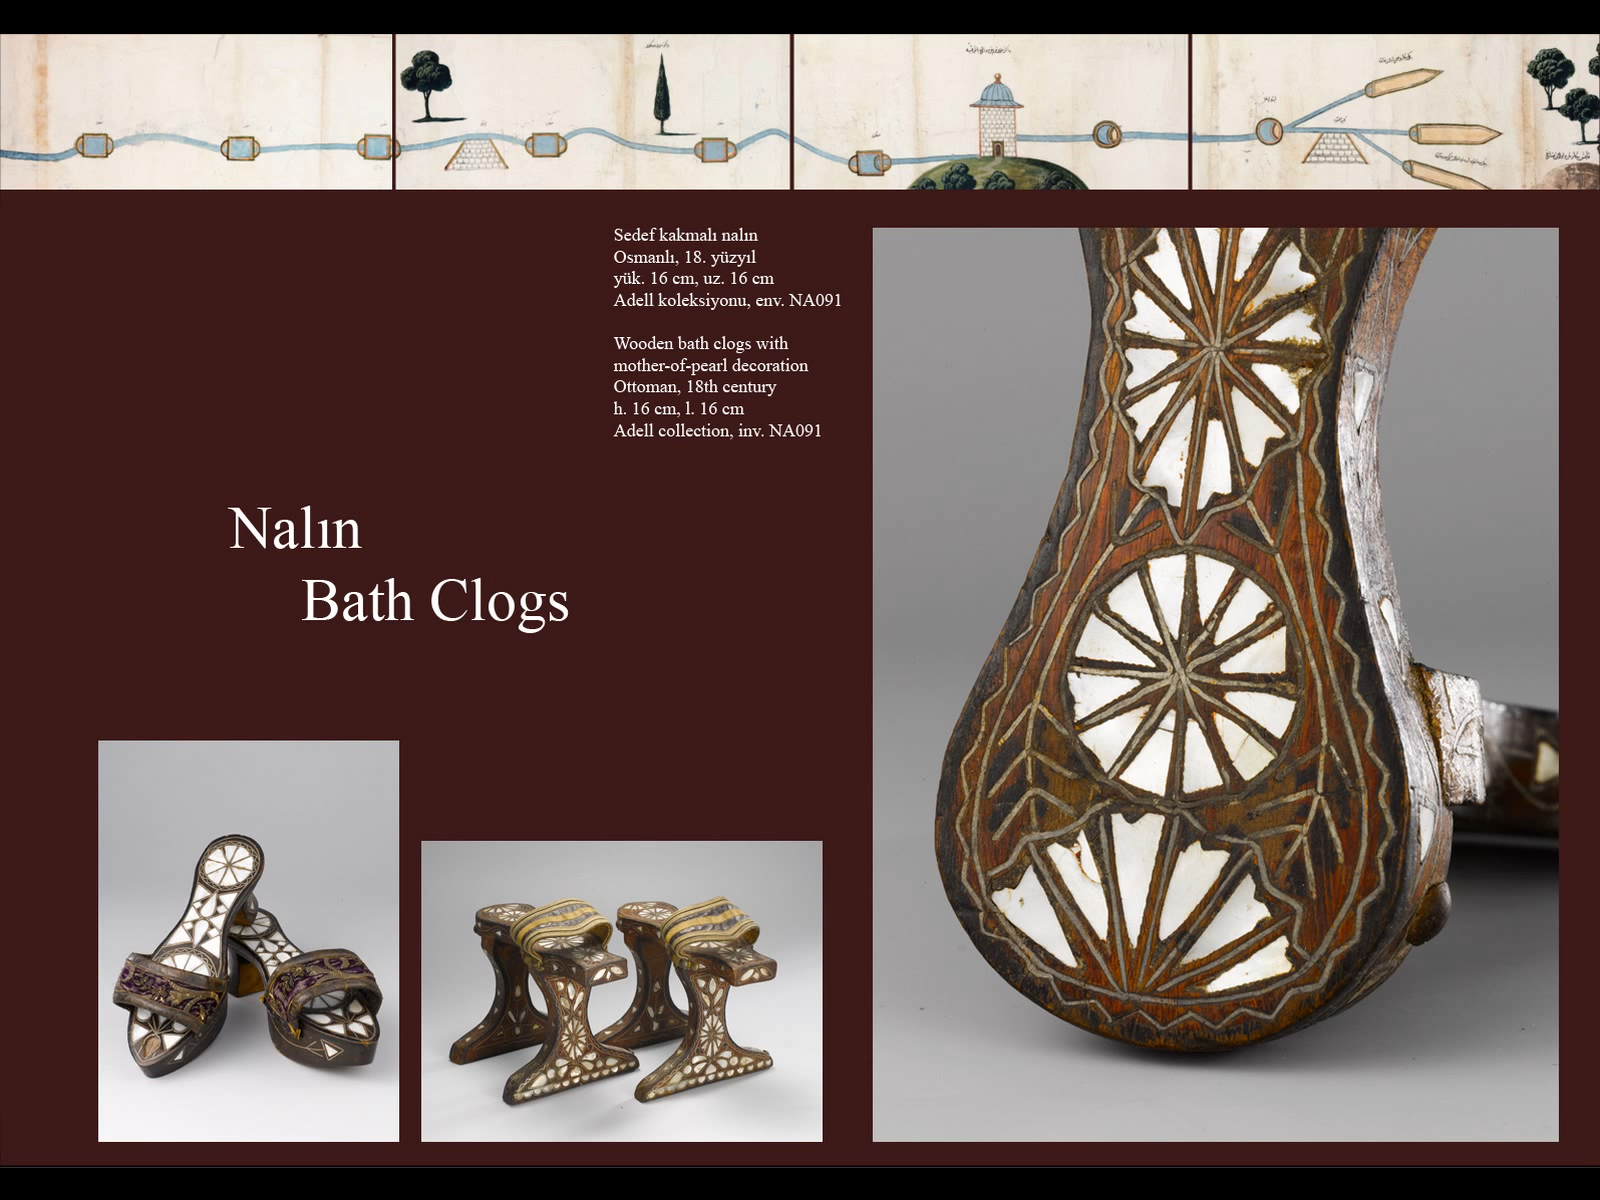 Sedef kakmalı nalın
Osmanlı, 18. yüzyıl
yük. 16 cm, uz. 16 cm
Adell koleksiyonu, env. NA091
Wooden bath clogs with
mother-of-pearl decoration
Ottoman, 18th century
h. 16 cm, l. 16 cm
Adell collection, inv. NA091
Nalın
Bath Clogs